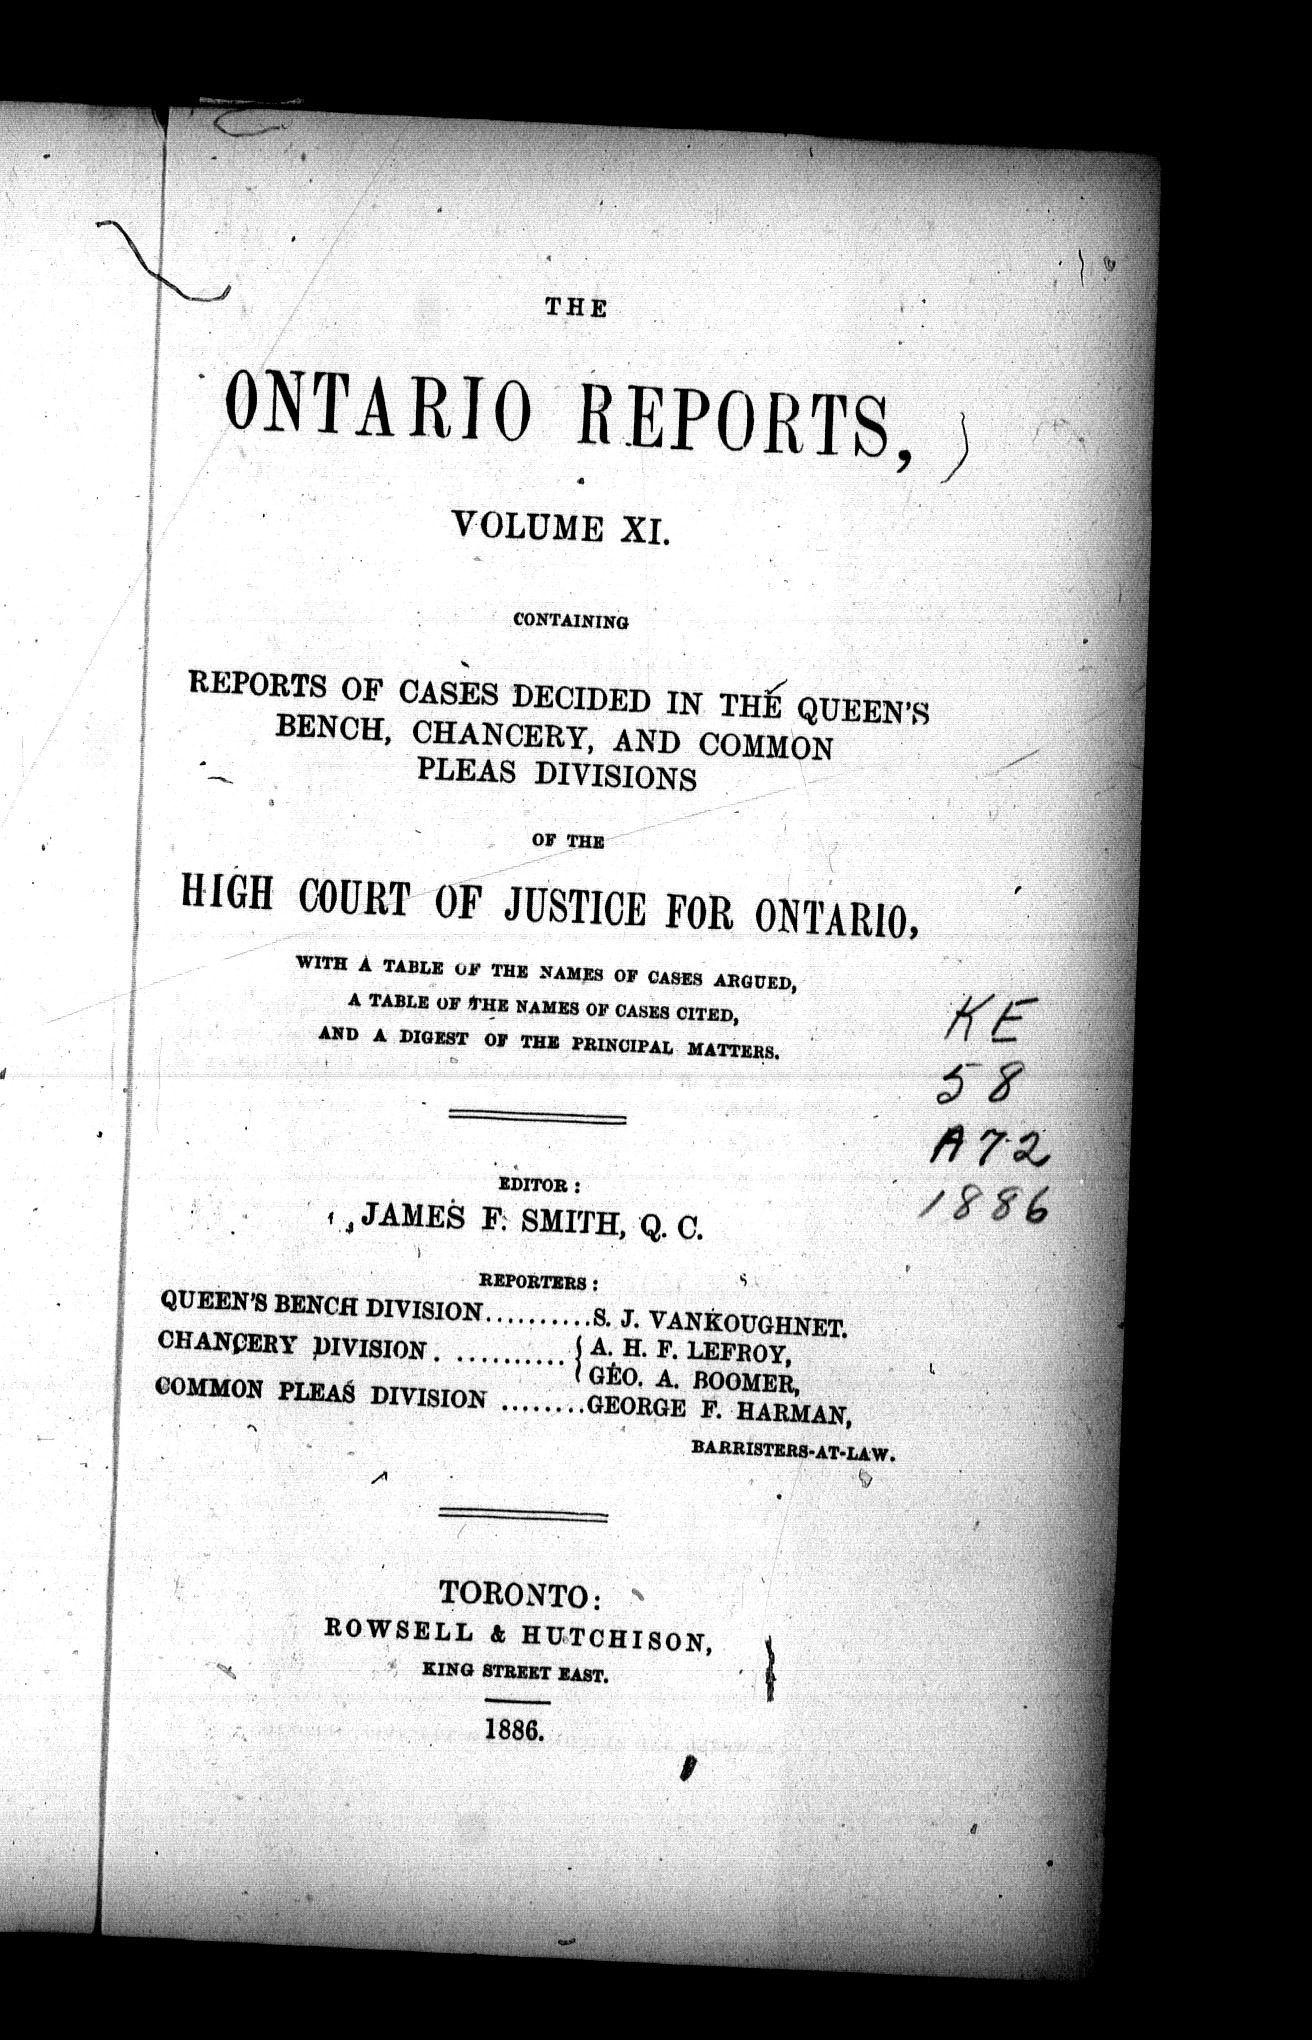 THE
ONTARIO REPORTS,
VOLUME XI.
CONTAINING
REPORTS OF CASES DECIDED IN THE QUEEN'S
BENCH, CHANCERY, AND COMMON
PLEAS DIVISIONS
OF THE
HIGH COURT OF JUSTICE FOR ONTARIO,
WITH A TABLE OF THE NAMES OF CASES ARGUED,
A TABLE OF THE NAMES OF CASES CITED,
AND A DIGEST OF THE PRINCIPAL MATTERS.
KE
58
A72
1886
EDITOR:
JAMES F. SMITH, Q. C.
REPORTERS:
QUEEN'S BENCH DIVISION..........S. J. VANKOUGHNET.
CHANCERY DIVISION. .......... { A. H. F. LEFROY,
GEO. A. BOOMER,
COMMON PLEAS DIVISION ........GEORGE F. HARMAN,
BARRISTERS-AT-LAW.
TORONTO:
ROWSELL & HUTCHISON,
KING STREET EAST.
1886.